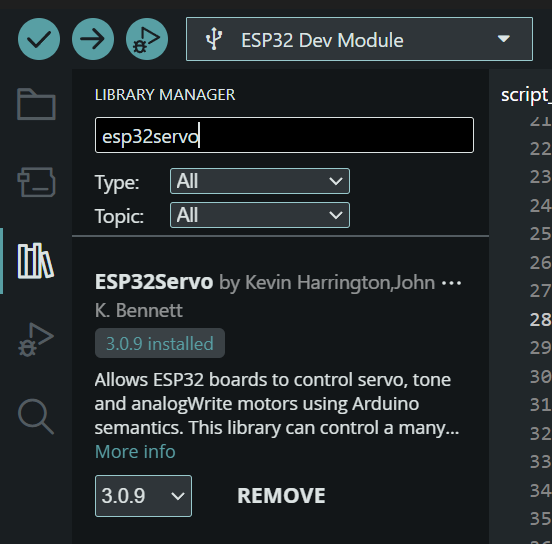 ESP32 Dev Module
LIBRARY MANAGER
esp32servo
Type: All
Topic: All
ESP32Servo by Kevin Harrington,John ...
K. Bennett
3.0.9 installed
Allows ESP32 boards to control servo, tone
and analogWrite motors using Arduino
semantics. This library can control a many...
More info
3.0.9 REMOVE
script_
21
22
23
24
25
26
27
28
29
30
31
32
33
34
35